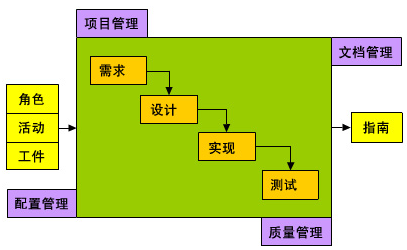 项目管理
文档管理
需求
角色
设计
活动
指南
实现
工件
测试
配置管理
质量管理